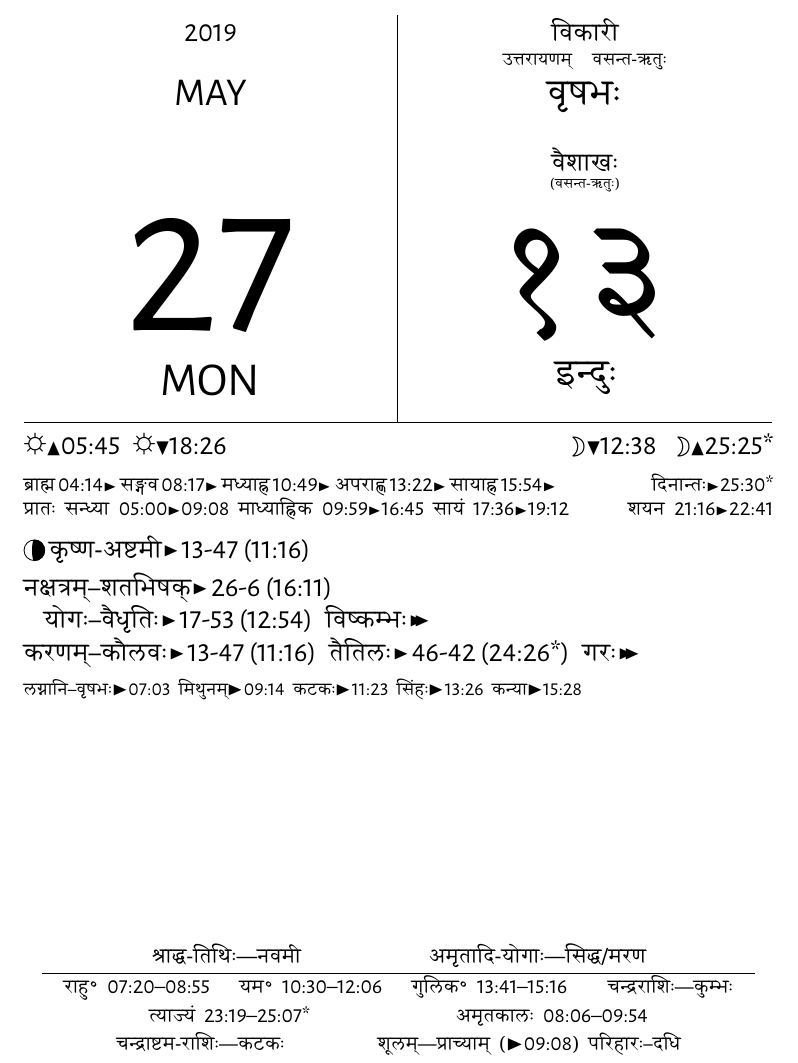 2019
MAY
27
MON
विकारी
उत्तरायणम् वसन्त-ऋतुः
वृषभः
वैशाखः
(वसन्त-ऋतुः)
१३
इन्दुः
☼▲05:45 ☼▼18:26 ☽▼12:38 ☽▲25:25*
ब्राह्म 04:14► सङ्गव 08:17► मध्याह्न 10:49► अपराह्ण 13:22► सायाह्न 15:54► दिनान्तः►25:30*
प्रातः सन्ध्या 05:00►09:08 माध्याह्निक 09:59►16:45 सायं 17:36►19:12 शयन 21:16►22:41
◑ कृष्ण-अष्टमी►13-47 (11:16)
नक्षत्रम्–शतभिषक्► 26-6 (16:11)
योगः–वैधृतिः►17-53 (12:54) विष्कम्भः►►
करणम्–कौलवः►13-47 (11:16) तैतिलः►46-42 (24:26*) गरः►►
लग्नानि–वृषभः►07:03 मिथुनम्►09:14 कटकः►11:23 सिंहः►13:26 कन्या►15:28
श्राद्ध-तिथिः—नवमी अमृतादि-योगाः—सिद्ध/मरण
राहु॰ 07:20–08:55 यम॰ 10:30–12:06 गुलिक॰ 13:41–15:16 चन्द्रराशिः—कुम्भः
त्याज्यं 23:19–25:07* अमृतकालः 08:06–09:54
चन्द्राष्टम-राशिः—कटकः शूलम्—प्राच्याम् (►09:08) परिहारः–दधि